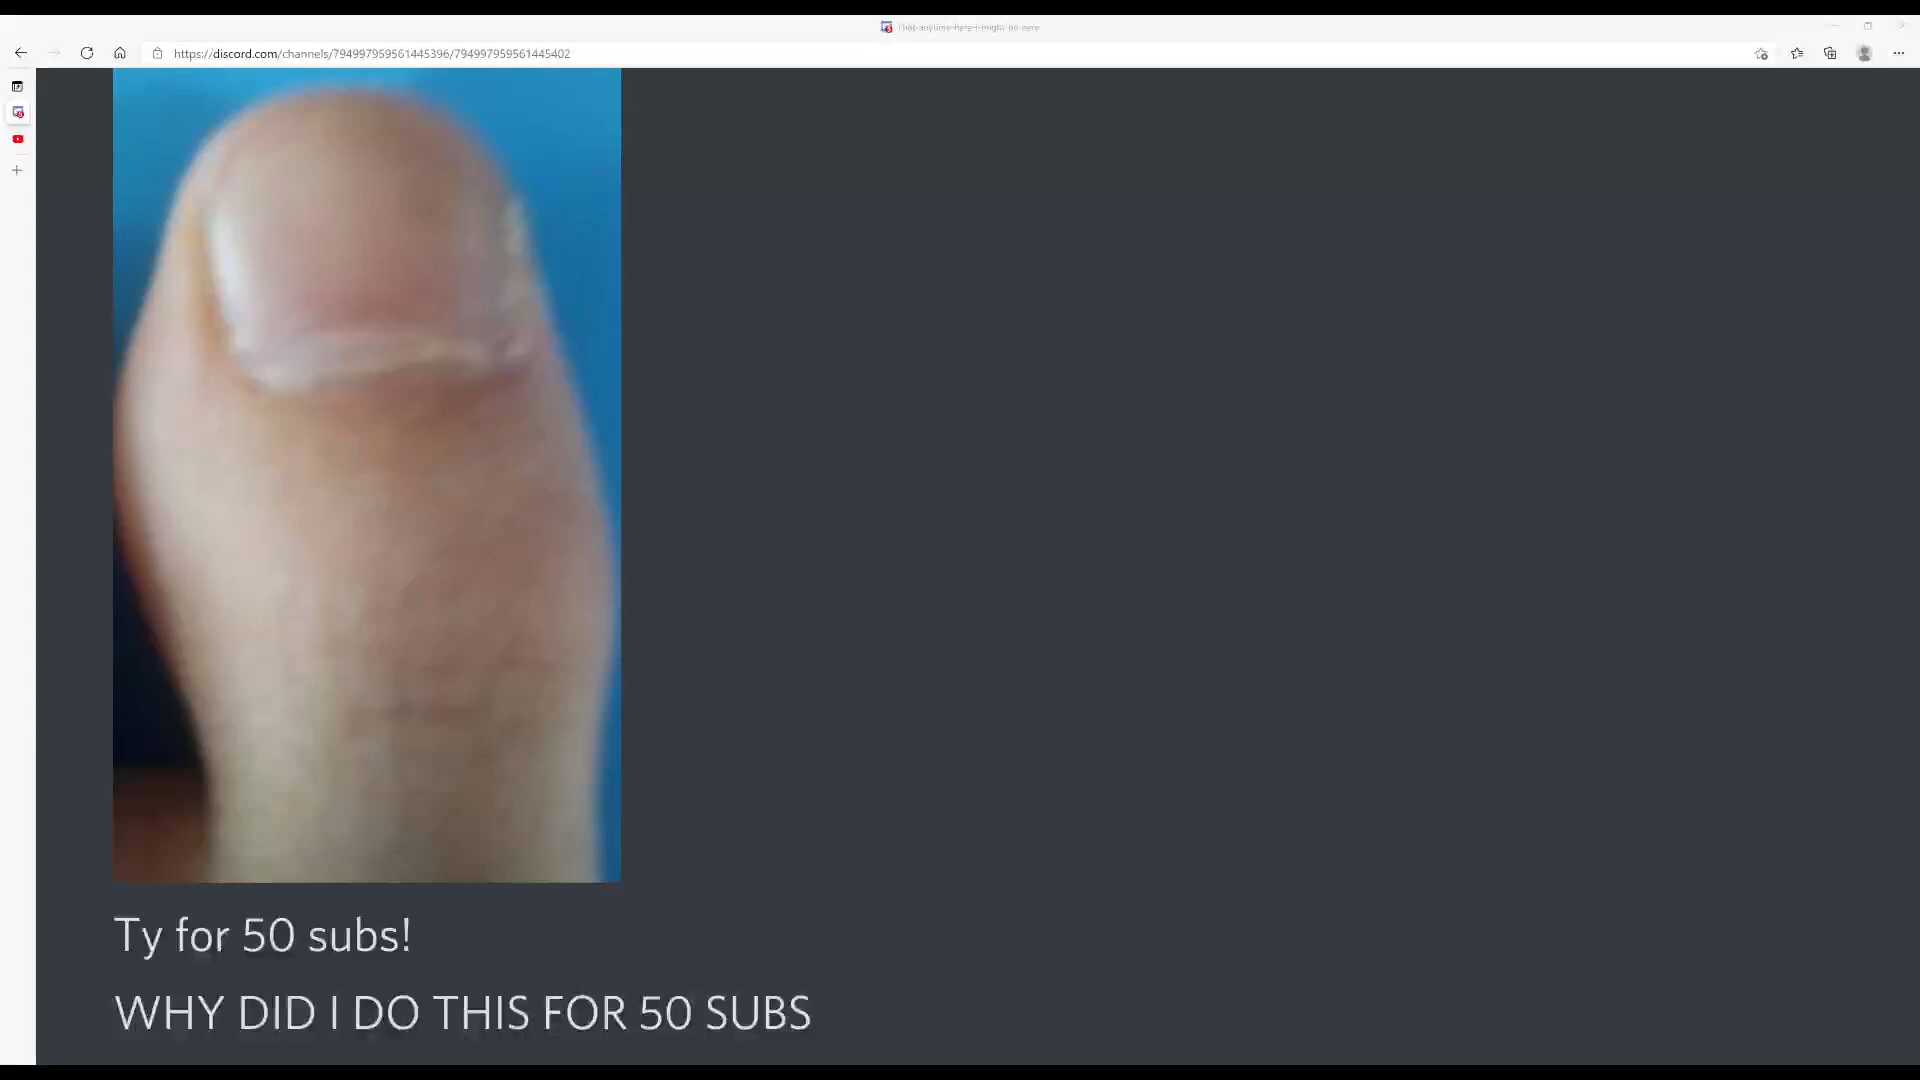 https://discord.com/channels/794997959561445396/794997959561445402
Ty for 50 subs!
WHY DID I DO THIS FOR 50 SUBS